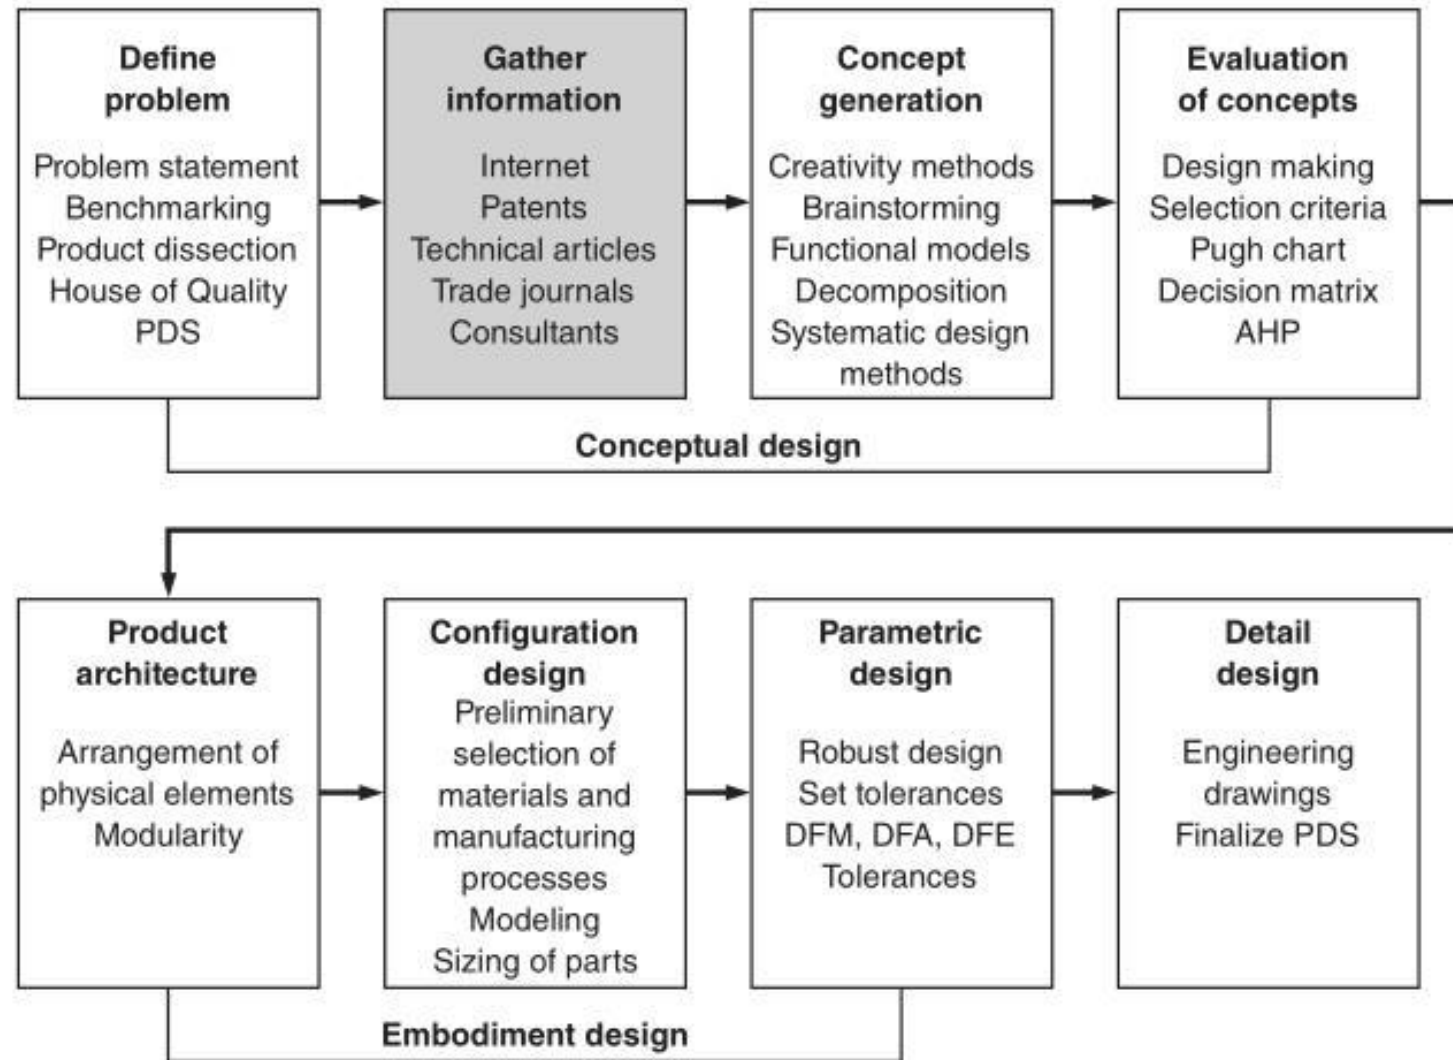 Define
problem
Problem statement
Benchmarking
Product dissection
House of Quality
PDS
Gather
information
Internet
Patents
Technical articles
Trade journals
Consultants
Concept
generation
Creativity methods
Brainstorming
Functional models
Decomposition
Systematic design
methods
Evaluation
of concepts
Design making
Selection criteria
Pugh chart
Decision matrix
AHP
Conceptual design
Product
architecture
Arrangement of
physical elements
Modularity
Configuration
design
Preliminary
selection of
materials and
manufacturing
processes
Modeling
Sizing of parts
Parametric
design
Robust design
Set tolerances
DFM, DFA, DFE
Tolerances
Detail
design
Engineering
drawings
Finalize PDS
Embodiment design